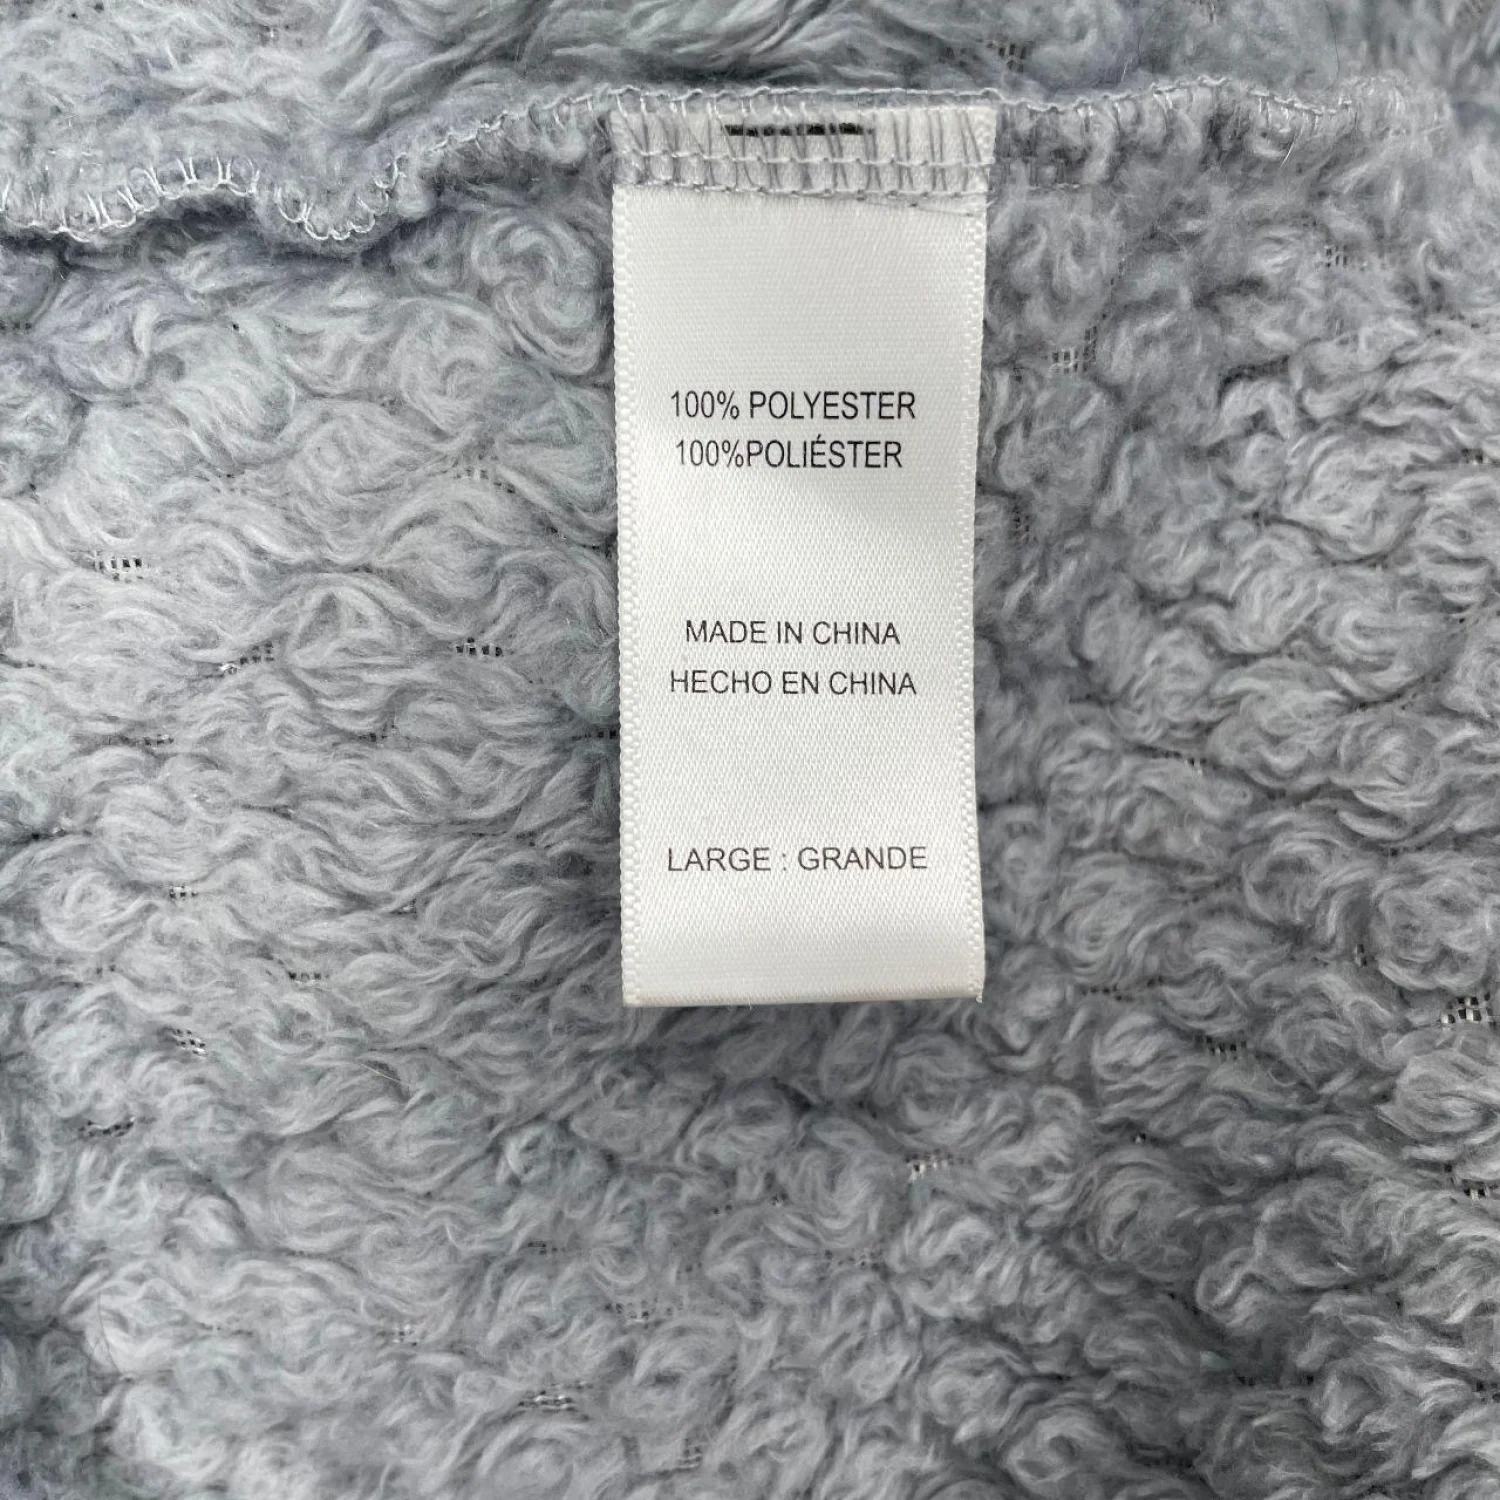 100% POLYESTER
100%POLIÉSTER
MADE IN CHINA
HECHO EN CHINA
LARGE : GRANDE